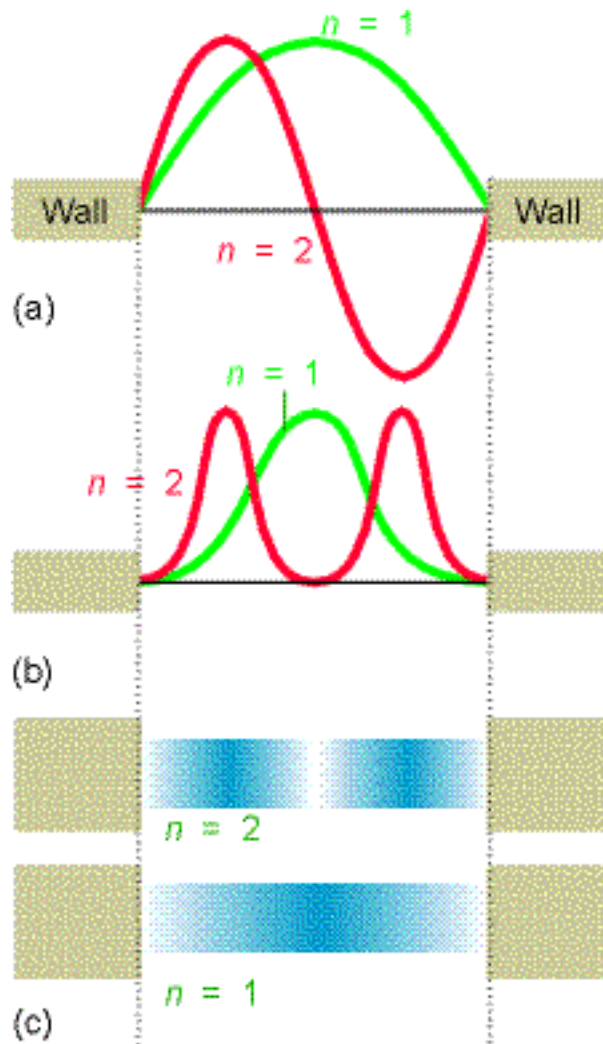 n = 1
Wall
Wall
n = 2
(a)
n = 1
n = 2
(b)
n = 2
n = 1
(c)